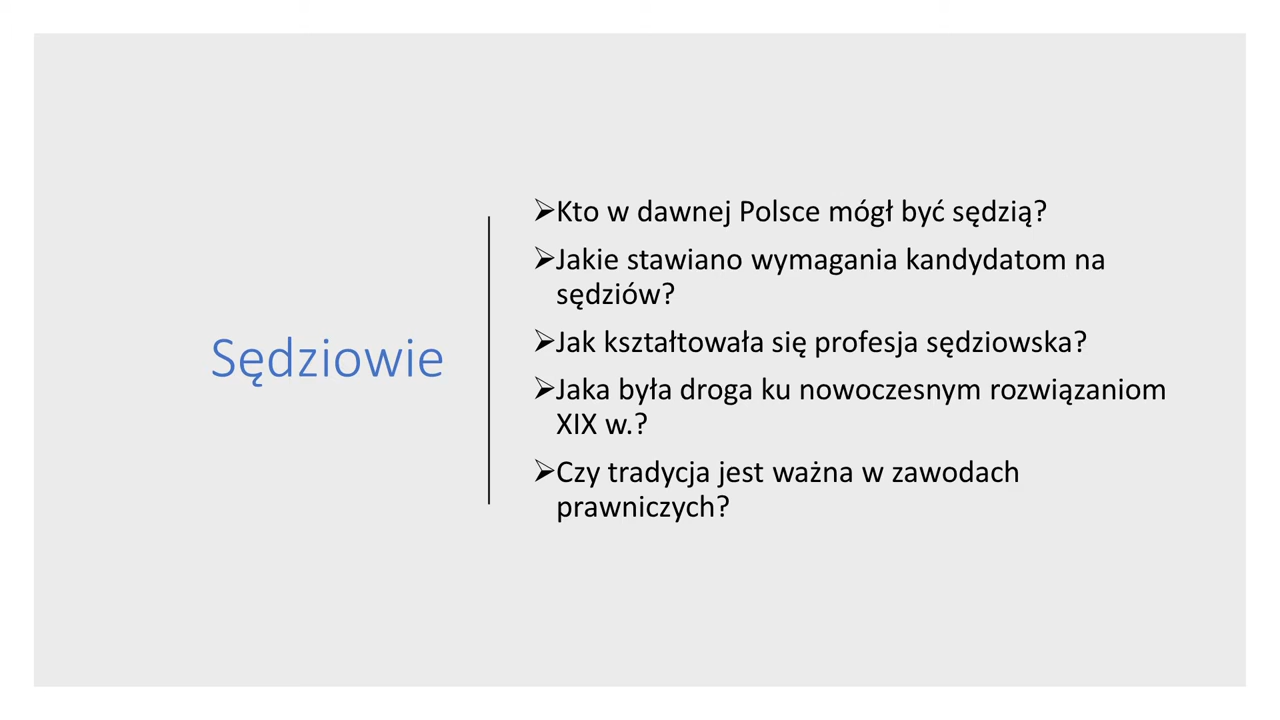 Sędziowie
➢Kto w dawnej Polsce mógł być sędzią?
➢Jakie stawiano wymagania kandydatom na
sędziów?
➢Jak kształtowała się profesja sędziowska?
➢Jaka była droga ku nowoczesnym rozwiązaniom
XIX w.?
➢Czy tradycja jest ważna w zawodach
prawniczych?